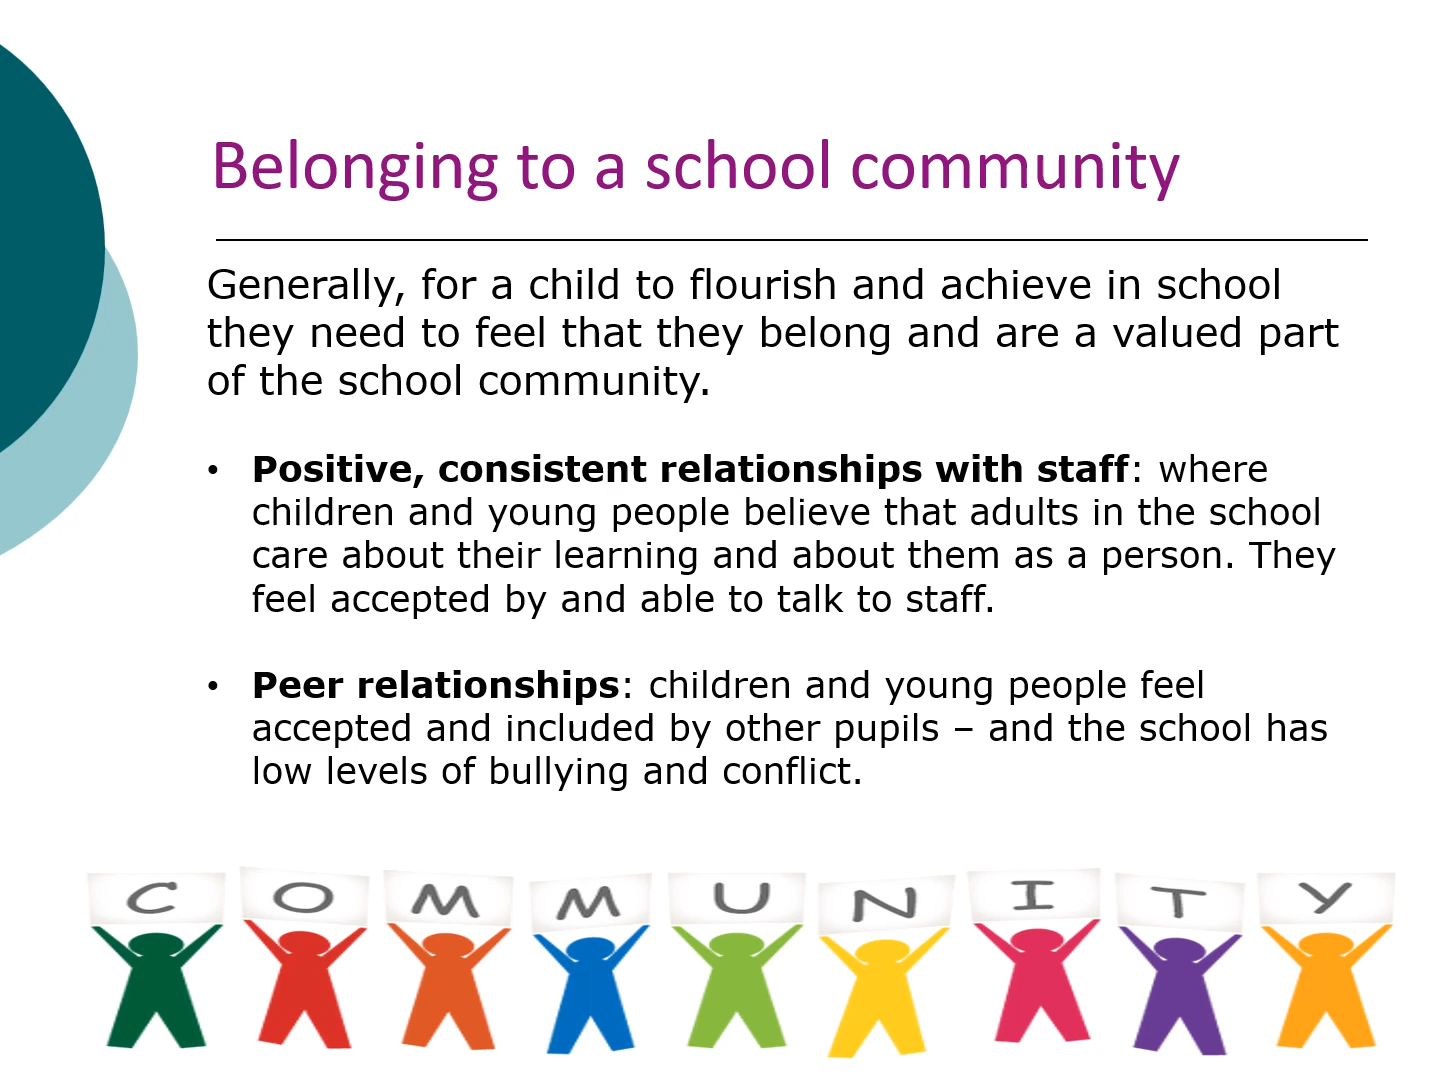 Belonging to a school community
Generally, for a child to flourish and achieve in school
they need to feel that they belong and are a valued part
of the school community.
• Positive, consistent relationships with staff: where
children and young people believe that adults in the school
care about their learning and about them as a person. They
feel accepted by and able to talk to staff.
• Peer relationships: children and young people feel
accepted and included by other pupils – and the school has
low levels of bullying and conflict.
C O M M U N I T Y